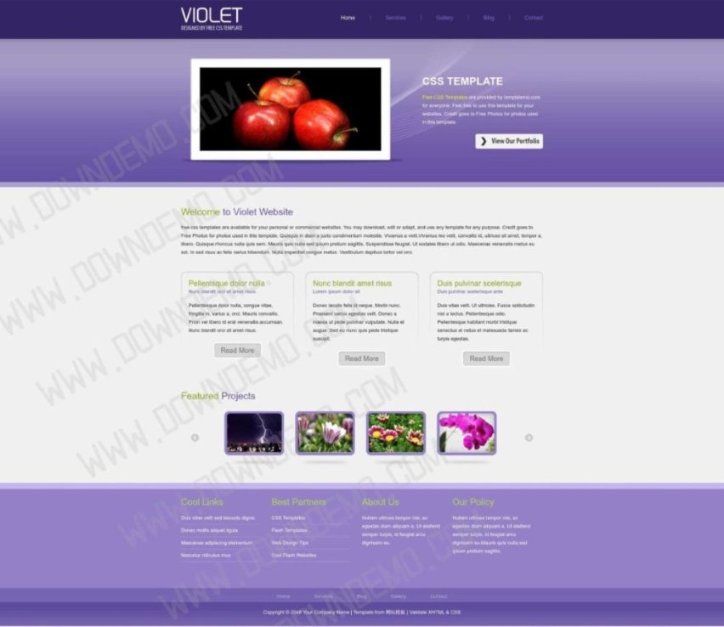 VIOLET
DESIGNED BY FREE CSS TEMPLATE
Home
Services
Gallery
Blog
Contact
CSS TEMPLATE
Free CSS Templates are provided by templatemo.com
for everyone. Feel free to use this template for your
websites. Credit goes to Free Photos for photos used
in this template.
View Our Portfolio
Welcome to Violet Website
free css templates are available for your personal or commercial websites. You may download, edit or adapt, and use any template for any purpose. Credit goes to
Free Photos for photos used in this template. Quisque in diam a justo condimentum molestie. Vivamus a velit. Vivamus leo velit, convallis id, ultrices sit amet, tempor a,
libero. Quisque rhoncus nulla quis sem. Mauris quis nulla sed ipsum pretium sagittis. Suspendisse feugiat. Ut sodales libero ut odio. Maecenas venenatis metus eu
est. In sed risus ac felis varius bibendum. Nulla imperdiet congue metus. Vestibulum dapibus tortor vel orci.
Pellentsque dolor nulla
Nunc blandit orci sit amet risus.
Donec mattis nulla, congue vitae,
fringilla in, varius a, orci. Mauris convallis.
Proin vel libero id erat venenatis accumsan.
Nunc blandit orci sit amet risus.
Read More
Nunc blandit amet risus
Lorem ipsum dolor sit
Donec iaculis felis id neque. Morbi nunc.
Praesent varius egestas velit. Donec a
massa ut pede pulvinar vulputate. Nulla et
augue. Sed eu nunc quis pede tristique
suscipit.
Read More
Duis pulvinar scelerisque
Duis pulvinar scelerisque ante
Duis vitae velit. Ut ultricies. Fusce sollicitudin
nisi a lectus. Pellentesque odio.
Pellentesque habitant morbi tristique
senectus et netus et malesuada fames ac
turpis egestas.
Read More
Featured Projects
Cool Links
Duis vitae velit sed iaculis digni.
Donec mollis aliquet ligula
Maecenas adipiscing elementum
Nascetur ridiculus mus
Best Partners
CSS Templates
Flash Templates
Web Design Tips
Cool Flash Websites
About Us
Nullam ultrices tempor nisi, ac
egestas diam aliquam a. Ut eleifend
semper turpis, id feugiat arcu
dignissim eu.
Our Policy
Nullam ultrices tempor nisi, ac
egestas diam aliquam a. Ut eleifend
semper turpis, id feugiat arcu
dignissim eu. Mauris quis nulla sed
ipsum pretium sagittis.
Home
Services
Blog
Gallery
Contact
Copyright © 2048 Your Company Name | Template from 网站模板 | Validate XHTML & CSS
WWW.DOWNDEMO.COM